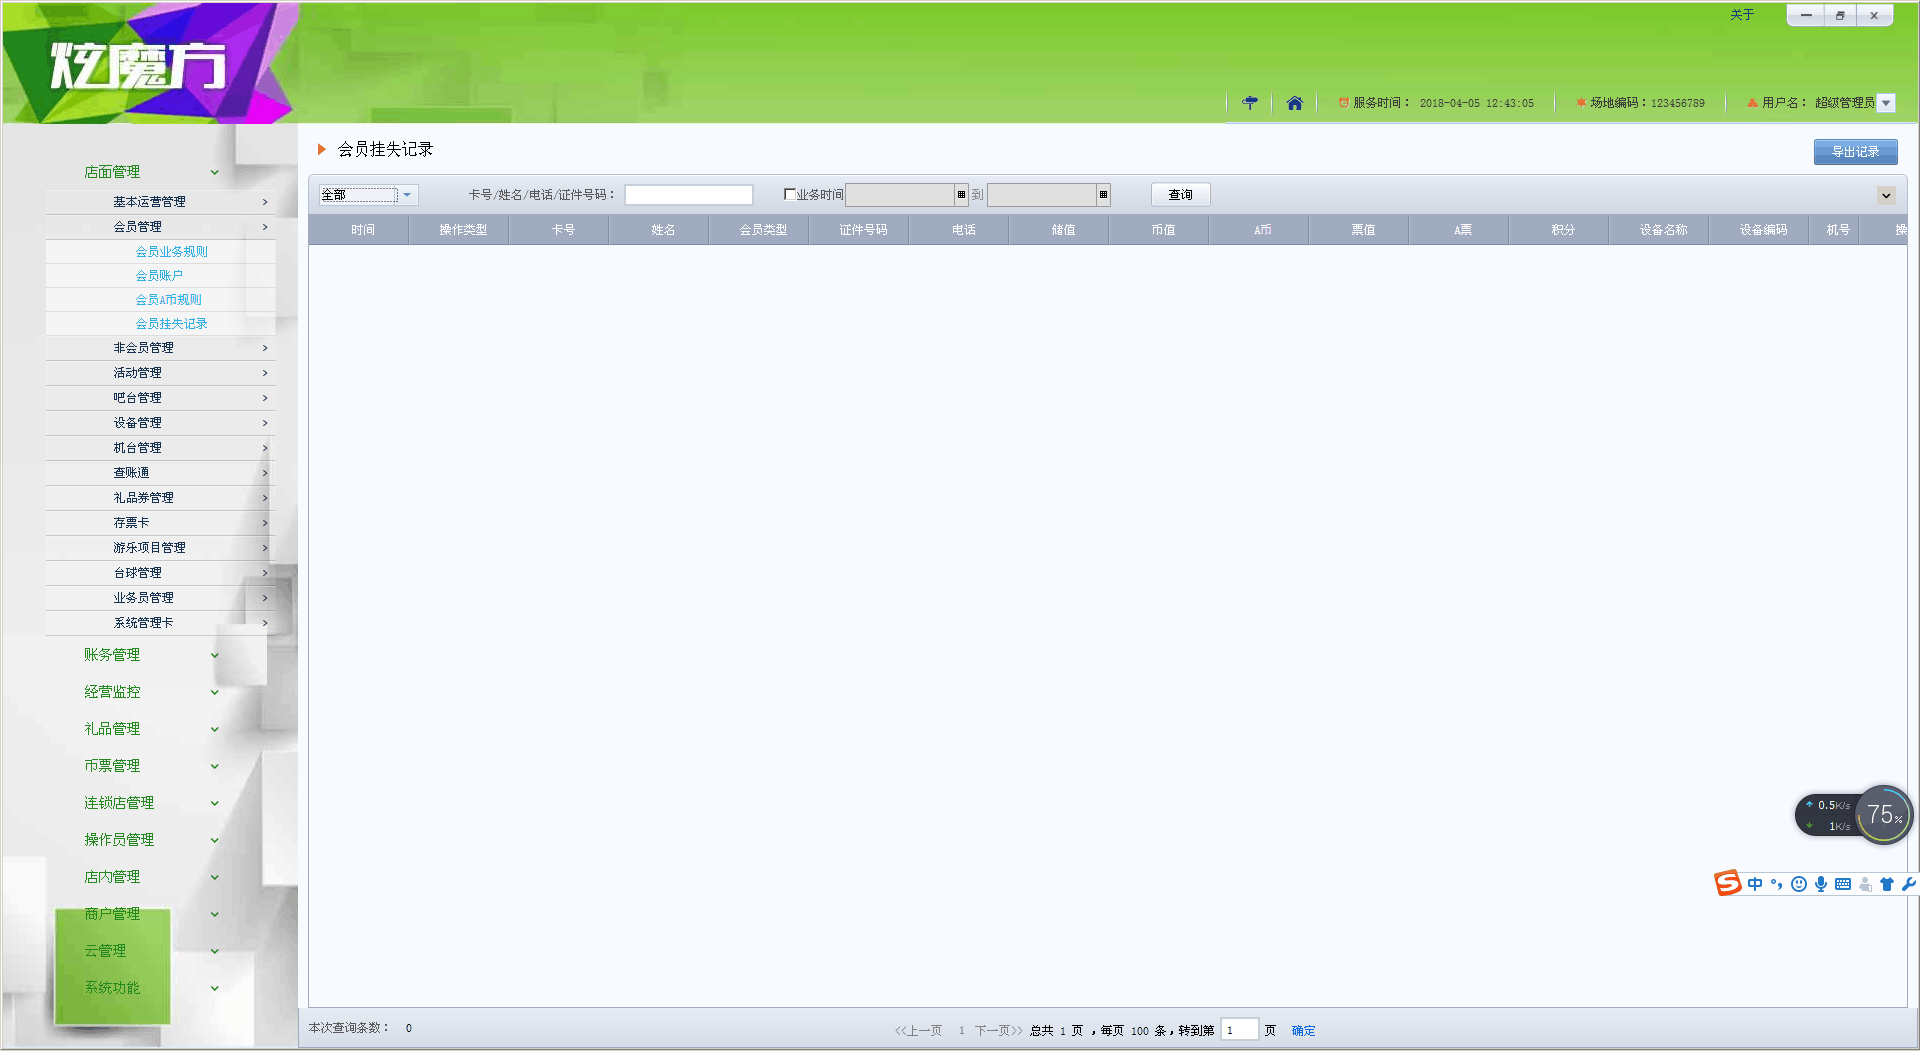 炫魔方
关于
服务时间： 2018-04-05 12:43:05
场地编码：123456789
用户名： 超级管理员
店面管理
基本运营管理
会员管理
会员业务规则
会员账户
会员A币规则
会员挂失记录
非会员管理
活动管理
吧台管理
设备管理
机台管理
查账通
礼品券管理
存票卡
游乐项目管理
台球管理
业务员管理
系统管理卡
账务管理
经营监控
礼品管理
币票管理
连锁店管理
操作员管理
店内管理
商户管理
云管理
系统功能
会员挂失记录
导出记录
全部 卡号/姓名/电话/证件号码： 业务时间 到 查询
时间 操作类型 卡号 姓名 会员类型 证件号码 电话 储值 币值 A币 票值 A票 积分 设备名称 设备编码 机号 操
0.5K/s
1K/s
75%
S 中
本次查询条数： 0
<<上一页 1 下一页>> 总共 1 页 ，每页 100 条，转到第 1 页 确定